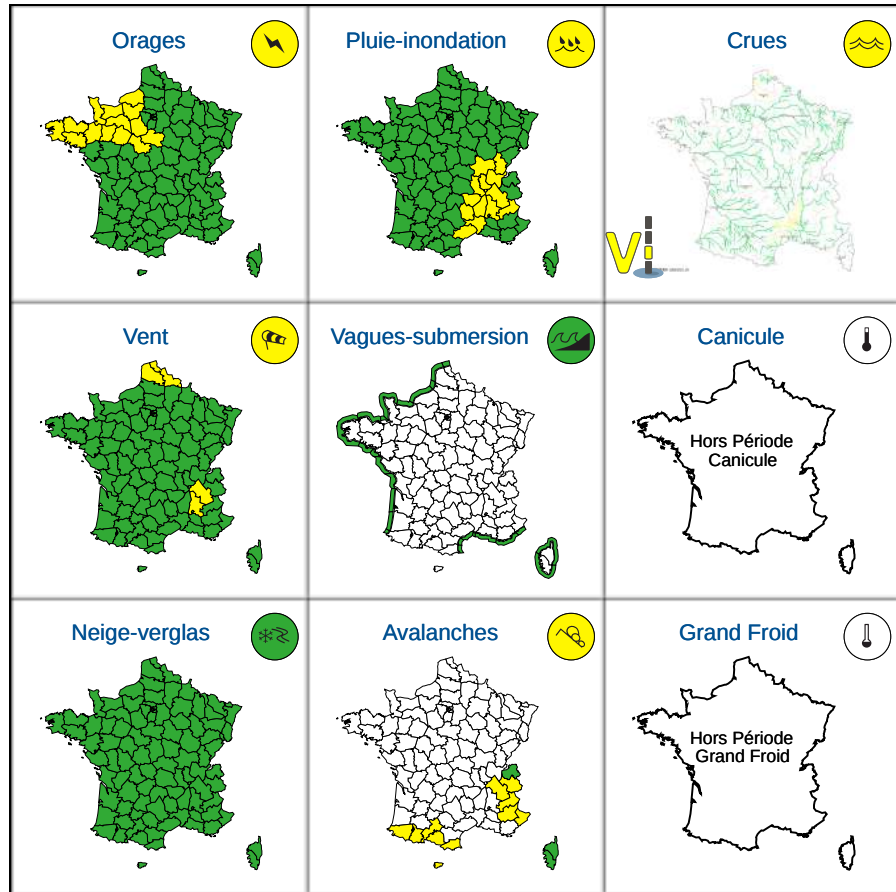 Orages
Pluie-inondation
Crues
Vi
Vent
Vagues-submersion
Canicule
Hors Période
Canicule
Neige-verglas
Avalanches
Grand Froid
Hors Période
Grand Froid